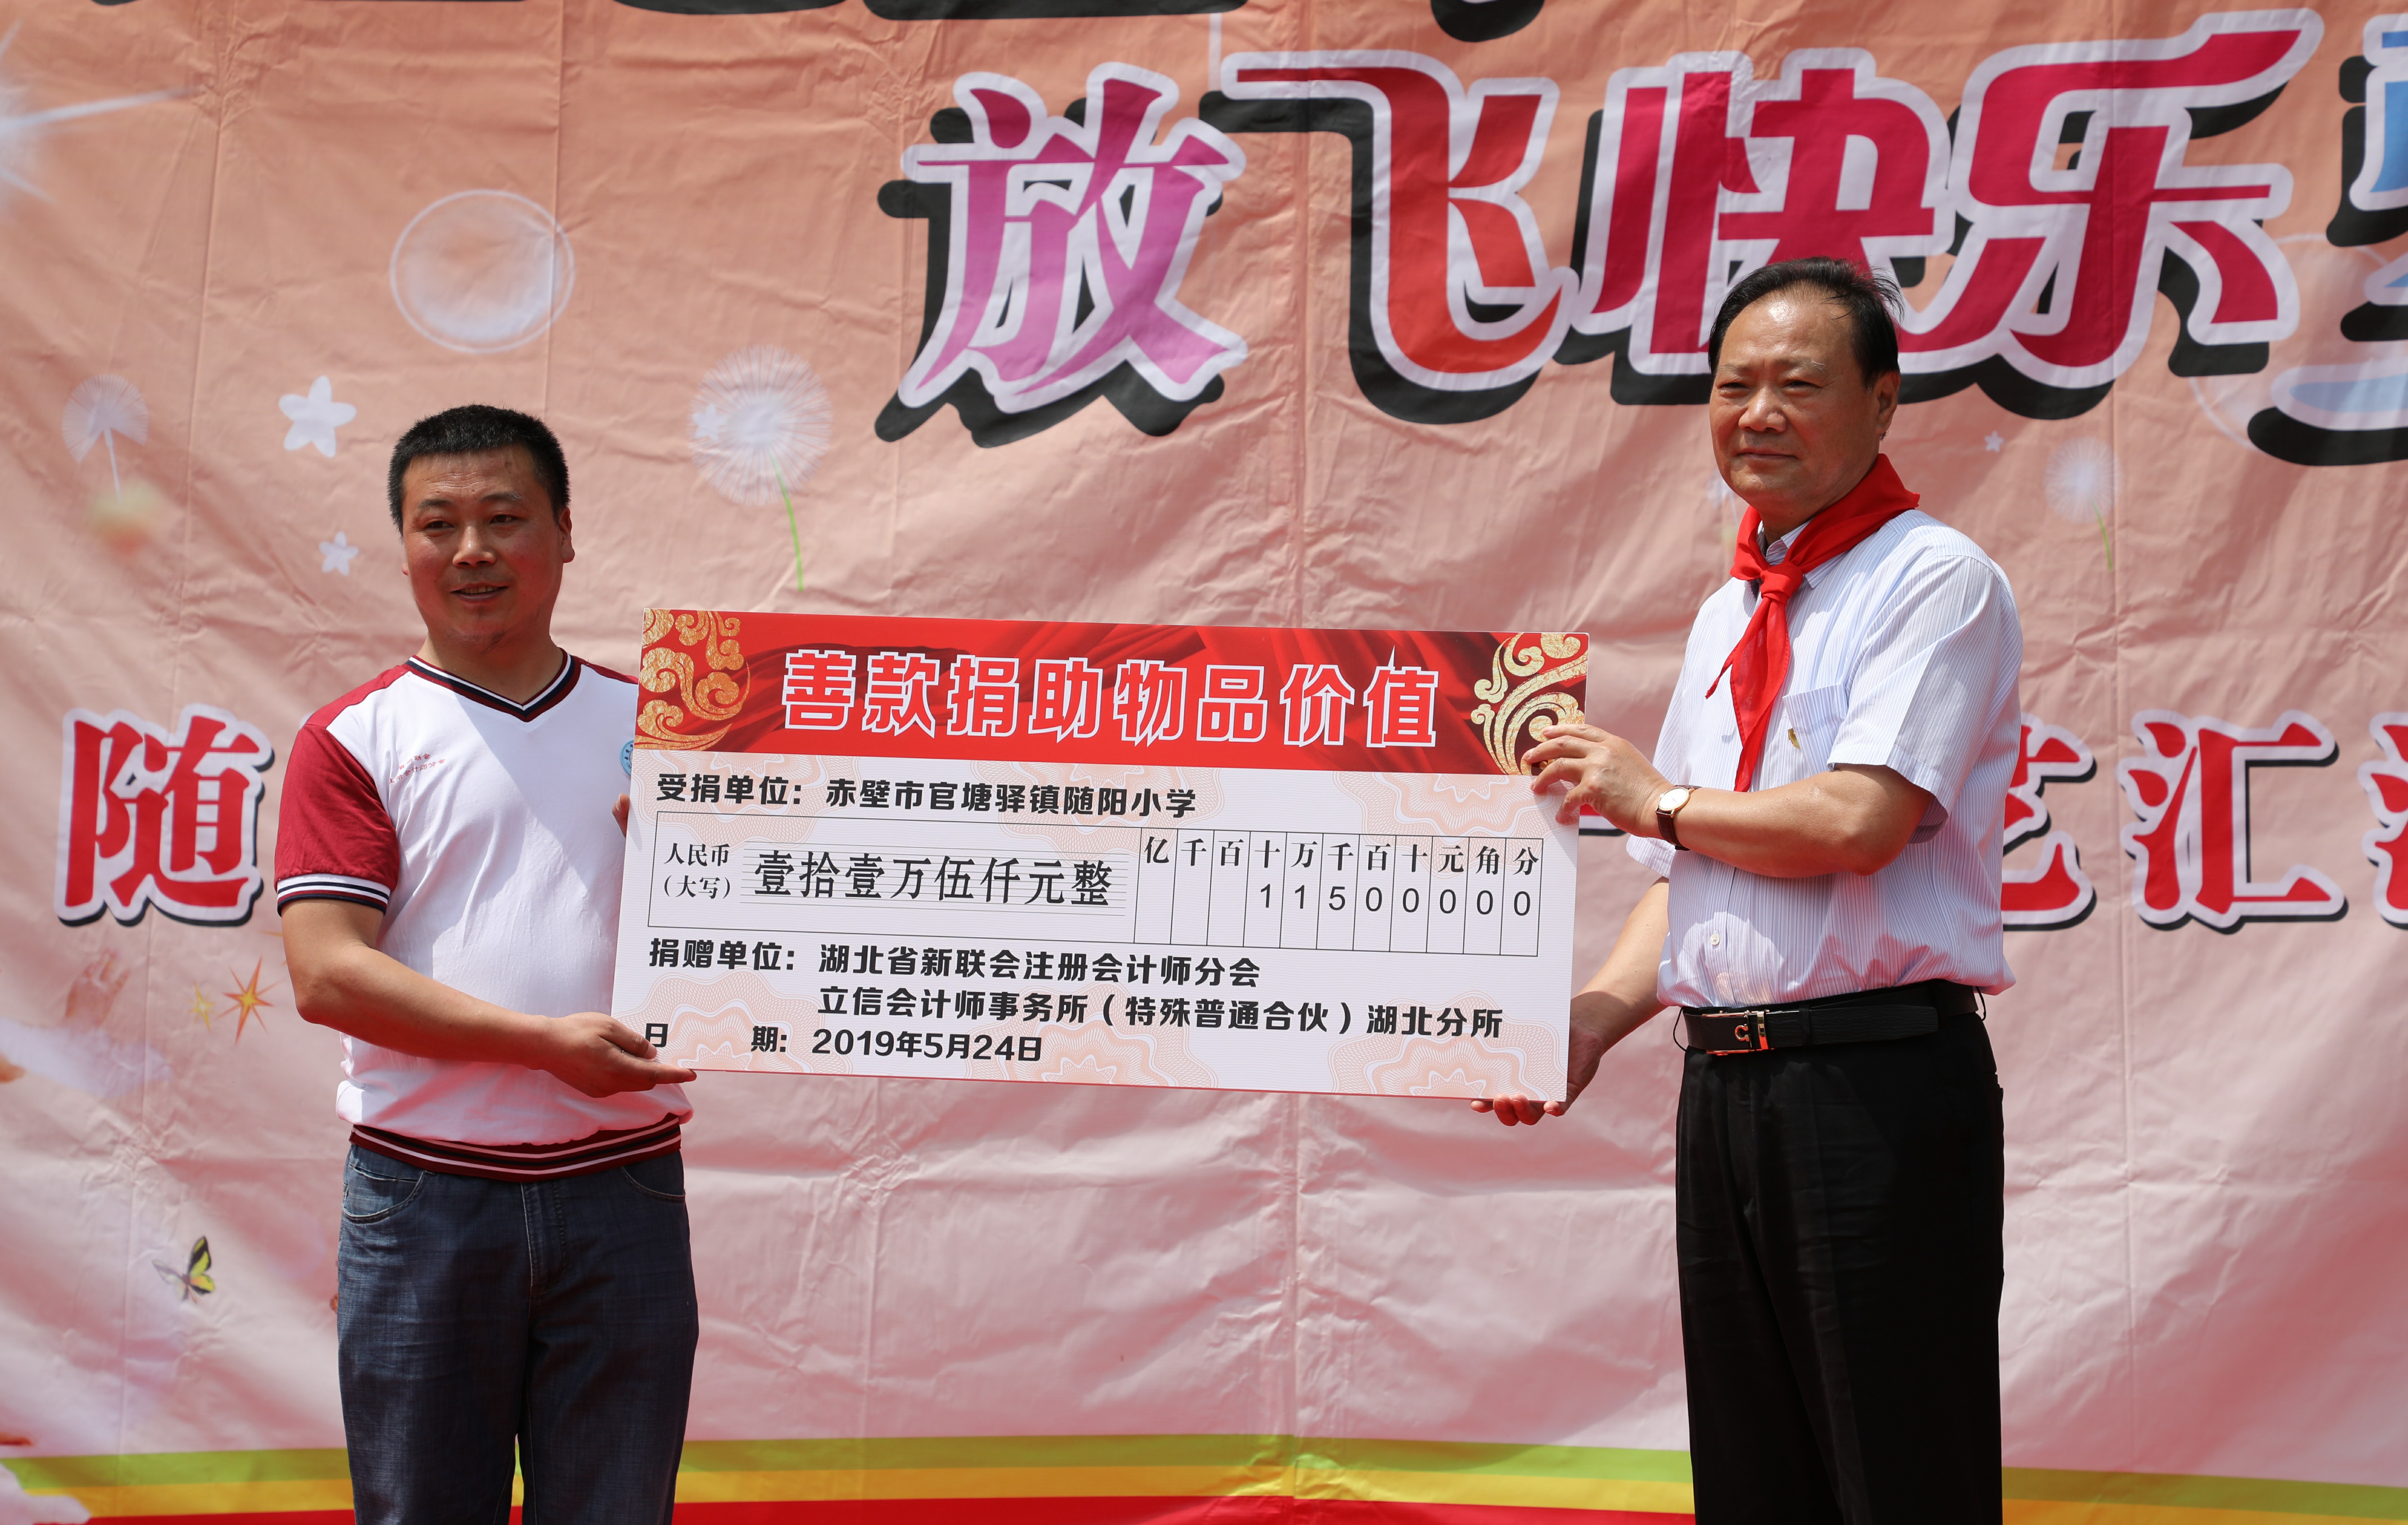 放飞快乐
善款捐助物品价值
受捐单位：赤壁市官塘驿镇随阳小学
人民币
（大写）
壹拾壹万伍仟元整
亿 千 百 十 万 千 百 十 元 角 分
1 1 5 0 0 0 0 0
捐赠单位：湖北省新联会注册会计师分会
立信会计师事务所（特殊普通合伙）湖北分所
日 期：2019年5月24日
随
艺汇